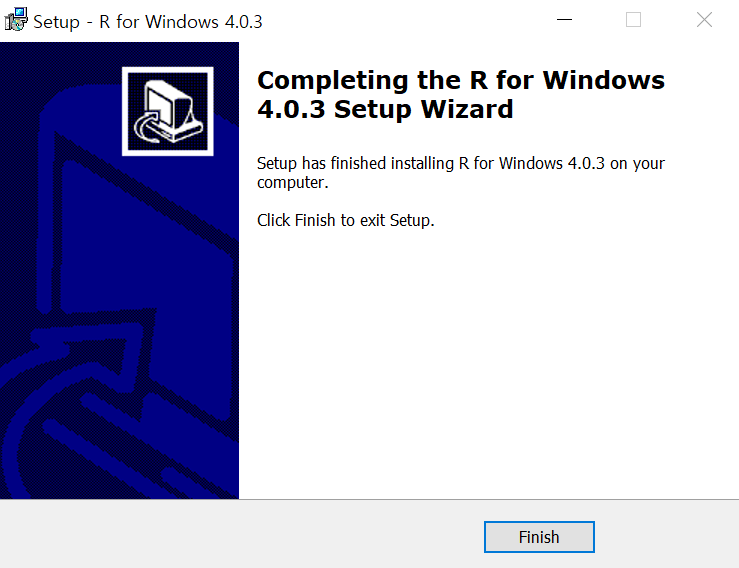 Setup - R for Windows 4.0.3
Completing the R for Windows
4.0.3 Setup Wizard
Setup has finished installing R for Windows 4.0.3 on your
computer.
Click Finish to exit Setup.
Finish